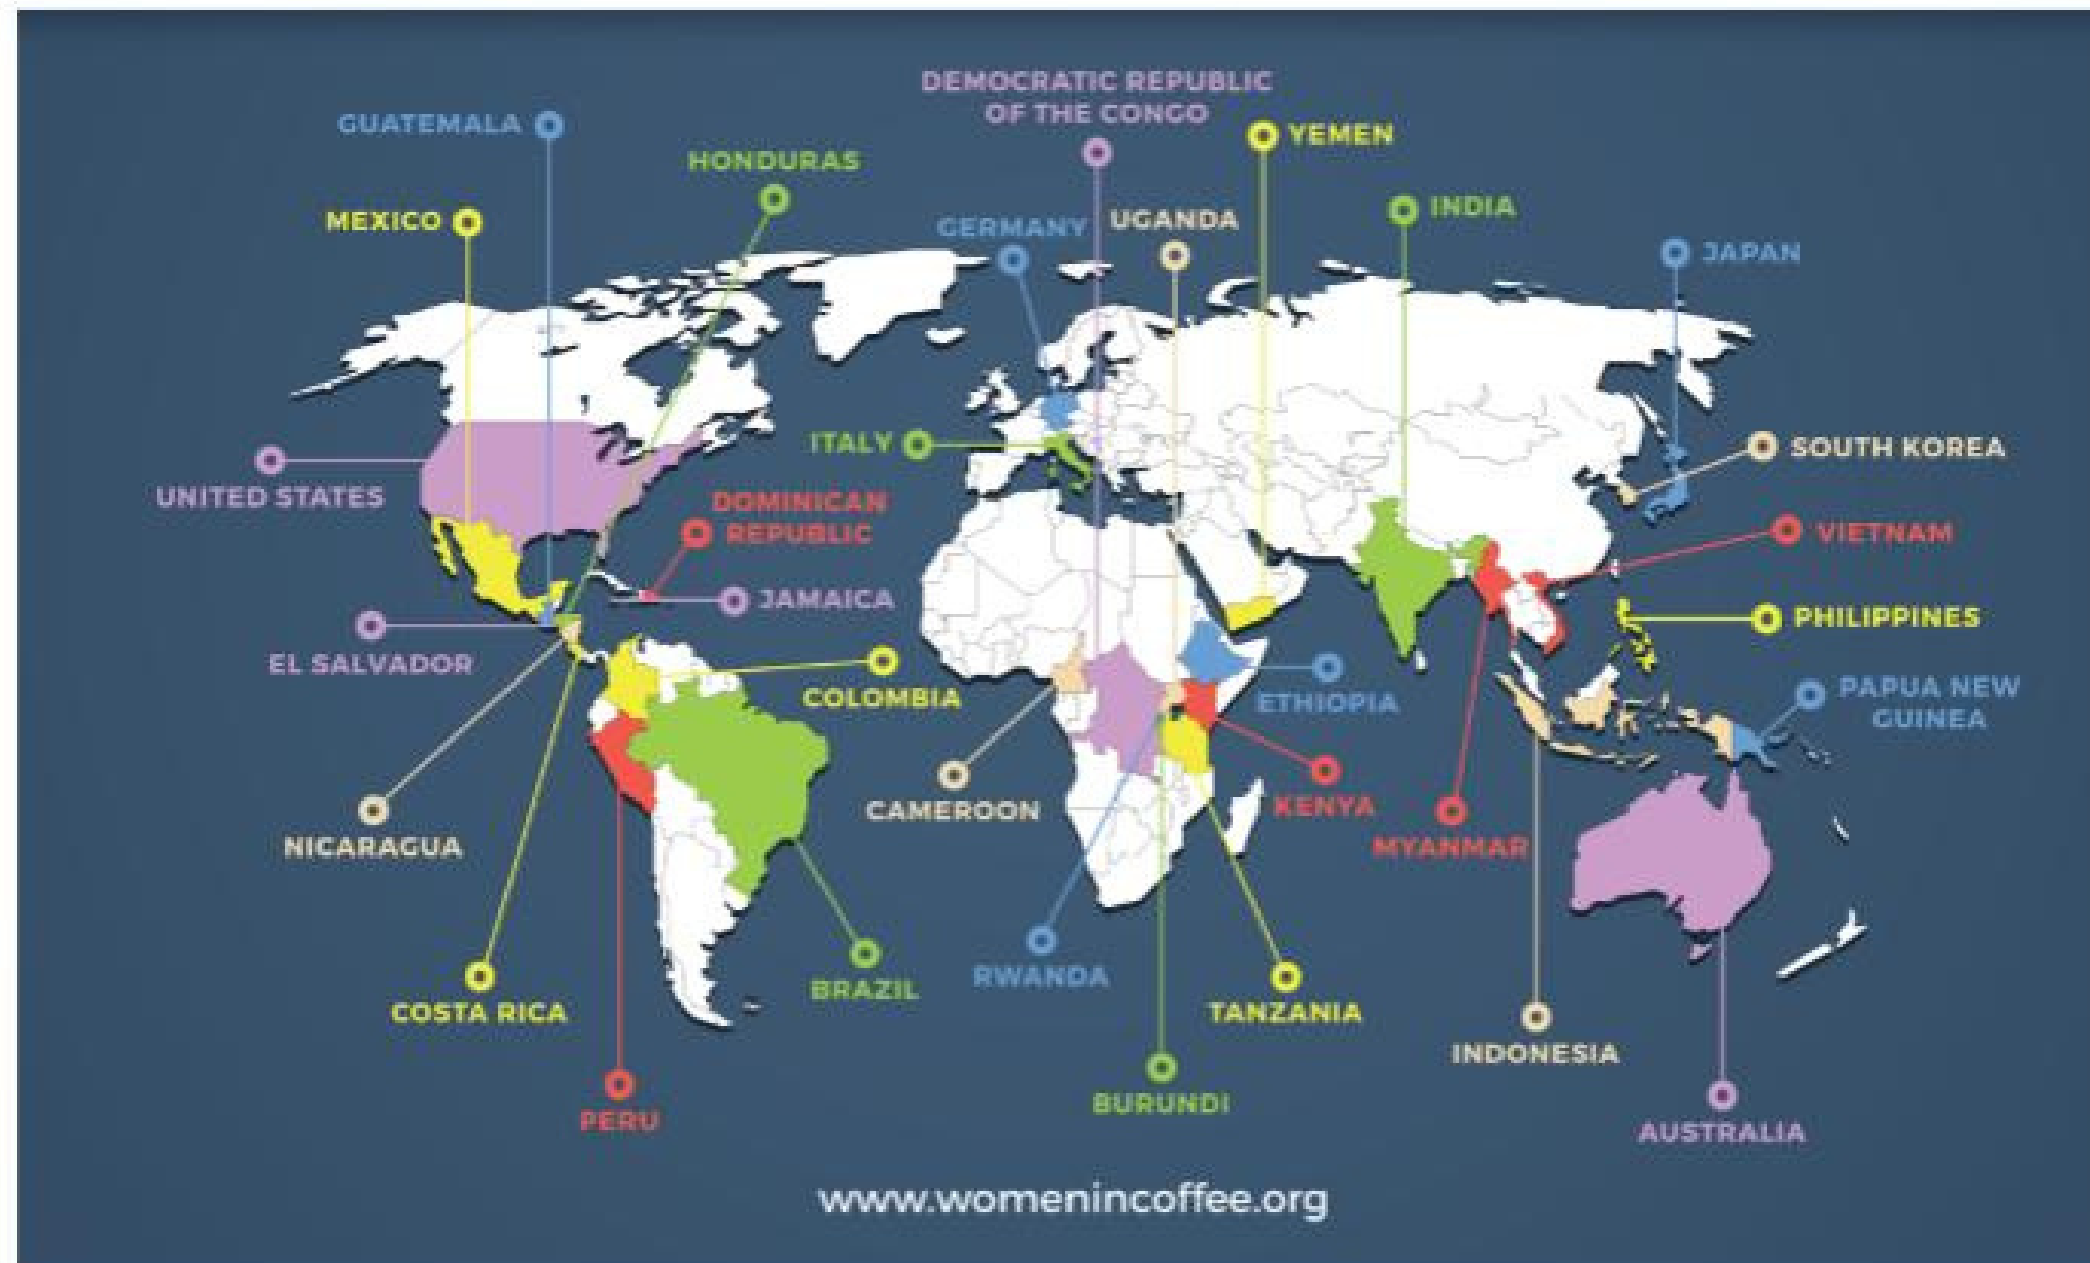 DEMOCRATIC REPUBLIC
OF THE CONGO
GUATEMALA
YEMEN
HONDURAS
MEXICO
GERMANY
UGANDA
INDIA
JAPAN
ITALY
SOUTH KOREA
UNITED STATES
DOMINICAN
REPUBLIC
VIETNAM
JAMAICA
PHILIPPINES
EL SALVADOR
COLOMBIA
ETHIOPIA
PAPUA NEW
GUINEA
CAMEROON
KENYA
NICARAGUA
MYANMAR
COSTA RICA
BRAZIL
RWANDA
TANZANIA
INDONESIA
PERU
BURUNDI
AUSTRALIA
www.womenincoffee.org